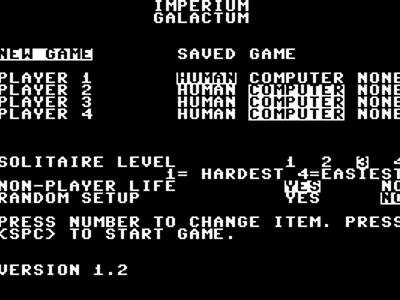 IMPERIUM
GALACTUM
NEW GAME SAVED GAME
PLAYER 1 HUMAN COMPUTER NONE
PLAYER 2 HUMAN COMPUTER NONE
PLAYER 3 HUMAN COMPUTER NONE
PLAYER 4 HUMAN COMPUTER NONE
SOLITAIRE LEVEL 1 2 3 4
1= HARDEST 4=EASIEST
NON-PLAYER LIFE YES NO
RANDOM SETUP YES NO
PRESS NUMBER TO CHANGE ITEM. PRESS
<SPC> TO START GAME.
VERSION 1.2